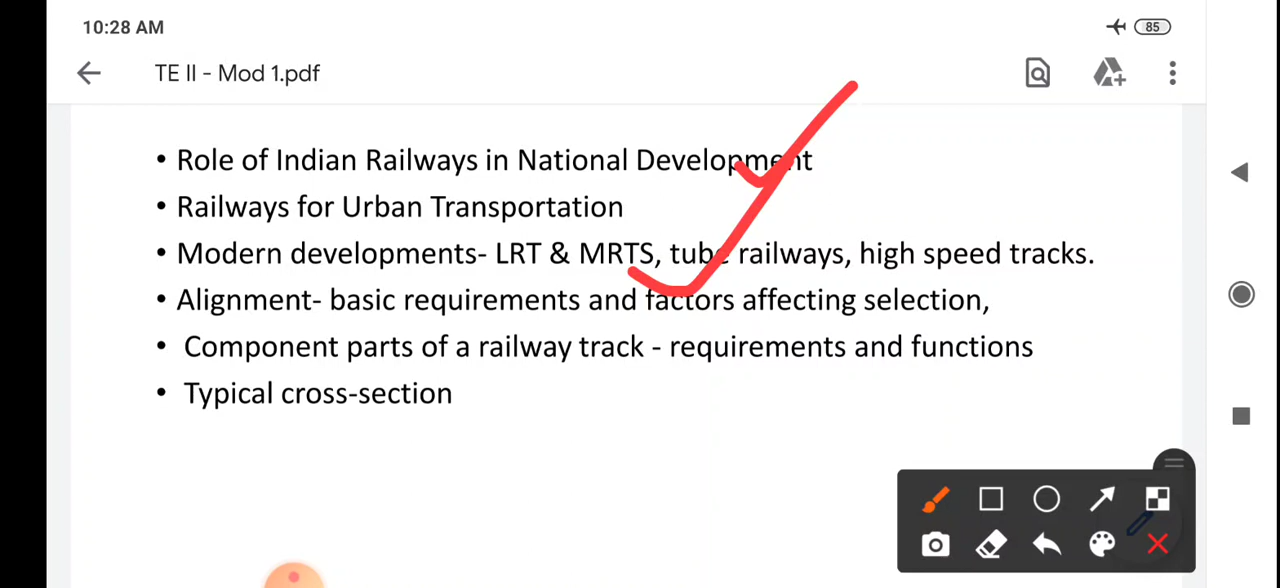 10:28 AM
85
TE II - Mod 1.pdf
• Role of Indian Railways in National Development
• Railways for Urban Transportation
• Modern developments- LRT & MRTS, tube railways, high speed tracks.
• Alignment- basic requirements and factors affecting selection,
• Component parts of a railway track - requirements and functions
• Typical cross-section